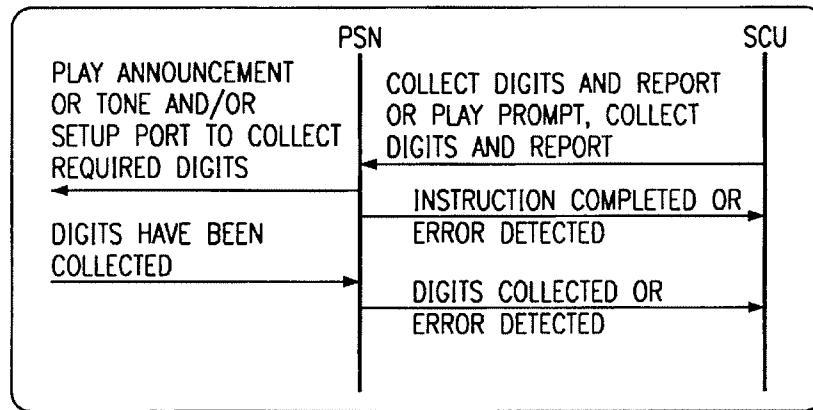 PSN
SCU
PLAY ANNOUNCEMENT
OR TONE AND/OR
SETUP PORT TO COLLECT
REQUIRED DIGITS
COLLECT DIGITS AND REPORT
OR PLAY PROMPT, COLLECT
DIGITS AND REPORT
INSTRUCTION COMPLETED OR
ERROR DETECTED
DIGITS HAVE BEEN
COLLECTED
DIGITS COLLECTED OR
ERROR DETECTED